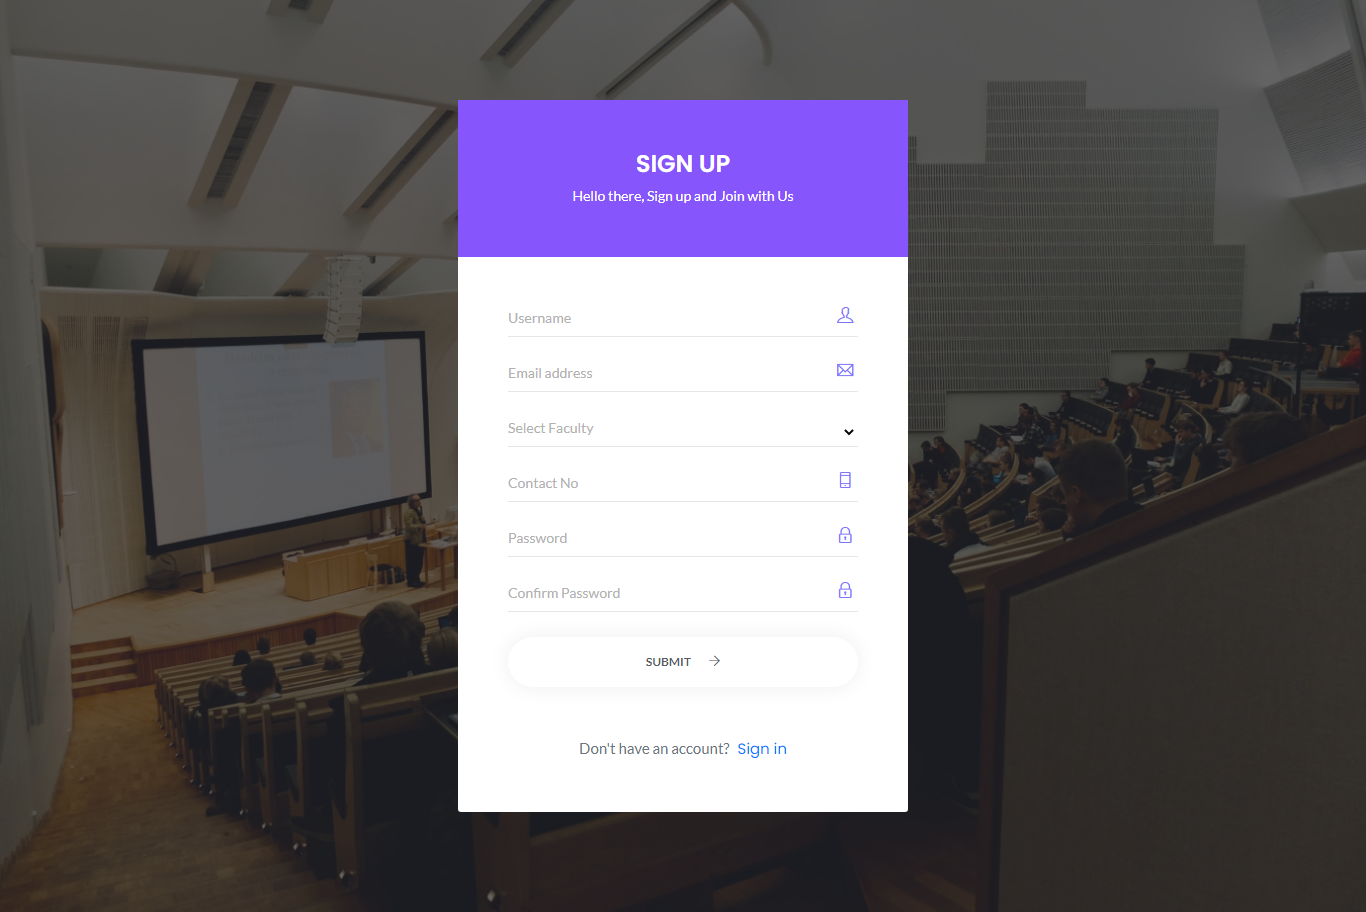 SIGN UP
Hello there, Sign up and Join with Us
Username
Email address
Select Faculty
Contact No
Password
Confirm Password
SUBMIT
Don't have an account? Sign in